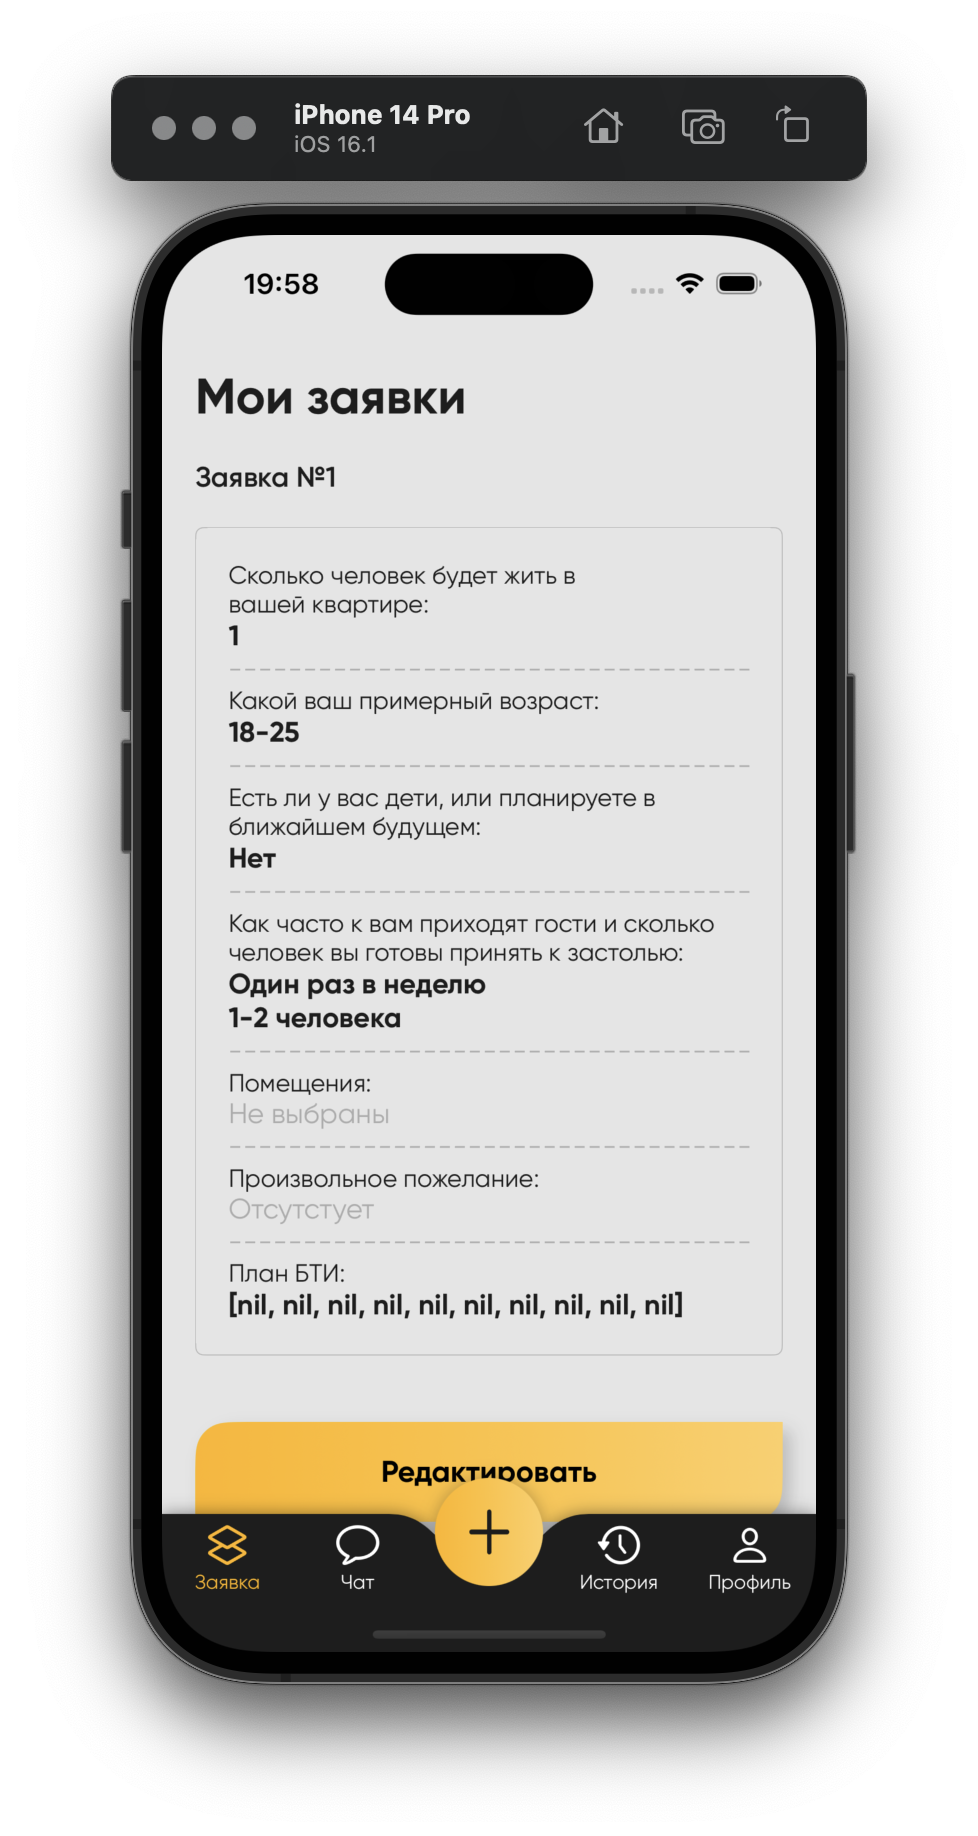 iPhone 14 Pro
iOS 16.1
19:58
Мои заявки
Заявка №1
Сколько человек будет жить в
вашей квартире:
1
Какой ваш примерный возраст:
18-25
Есть ли у вас дети, или планируете в
ближайшем будущем:
Нет
Как часто к вам приходят гости и сколько
человек вы готовы принять к застолью:
Один раз в неделю
1-2 человека
Помещения:
Не выбраны
Произвольное пожелание:
Отсутстует
План БТИ:
[nil, nil, nil, nil, nil, nil, nil, nil, nil, nil]
Редактировать
Заявка
Чат
История
Профиль